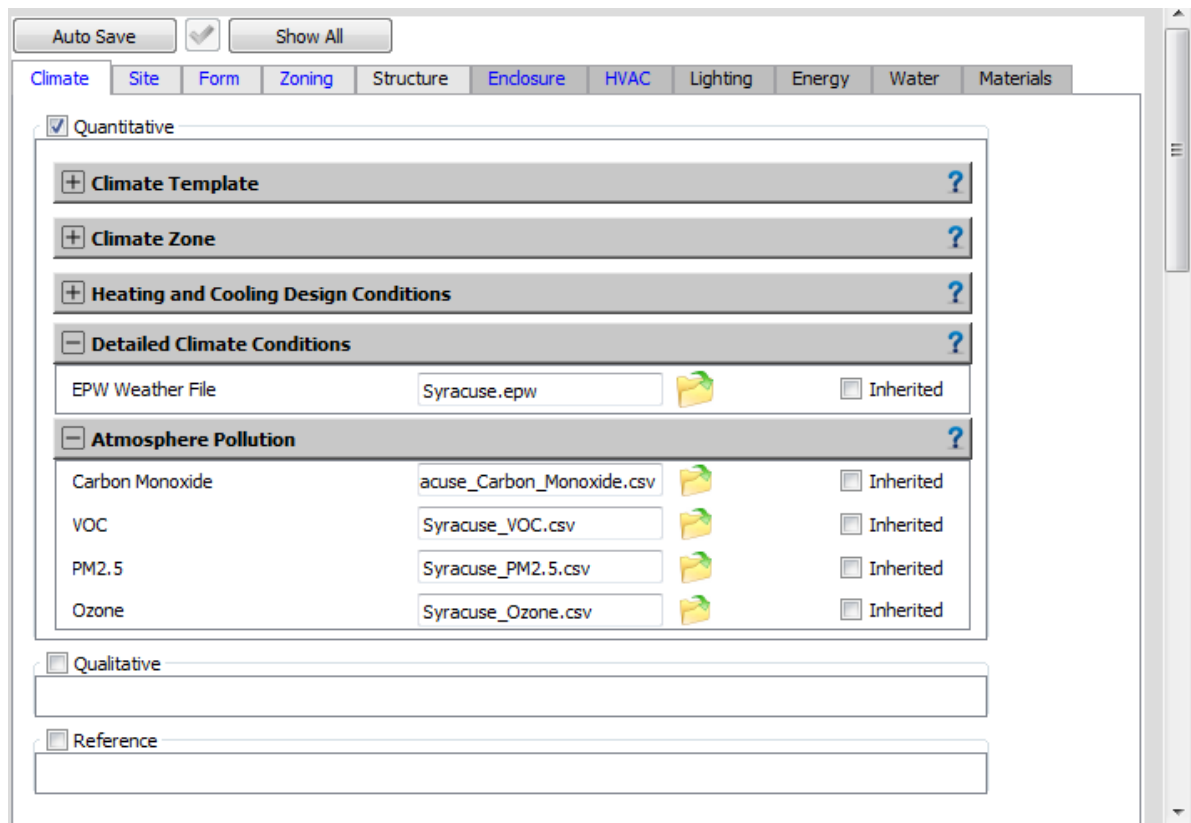 Auto Save Show All
Climate Site Form Zoning Structure Enclosure HVAC Lighting Energy Water Materials
Quantitative
Climate Template ?
Climate Zone ?
Heating and Cooling Design Conditions ?
Detailed Climate Conditions ?
EPW Weather File Syracuse.epw Inherited
Atmosphere Pollution ?
Carbon Monoxide acuse_Carbon_Monoxide.csv Inherited
VOC Syracuse_VOC.csv Inherited
PM2.5 Syracuse_PM2.5.csv Inherited
Ozone Syracuse_Ozone.csv Inherited
Qualitative
Reference